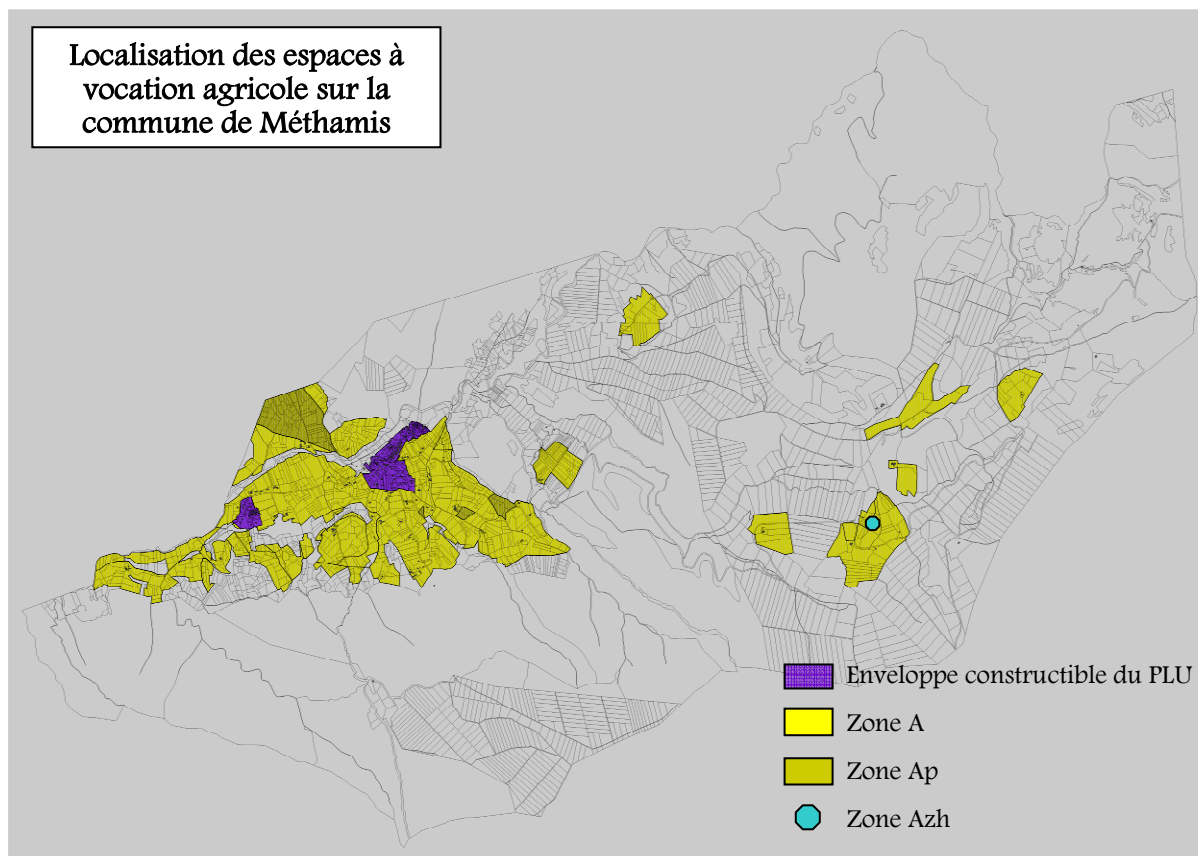 Localisation des espaces à
vocation agricole sur la
commune de Méthamis
Enveloppe constructible du PLU
Zone A
Zone Ap
Zone Azh